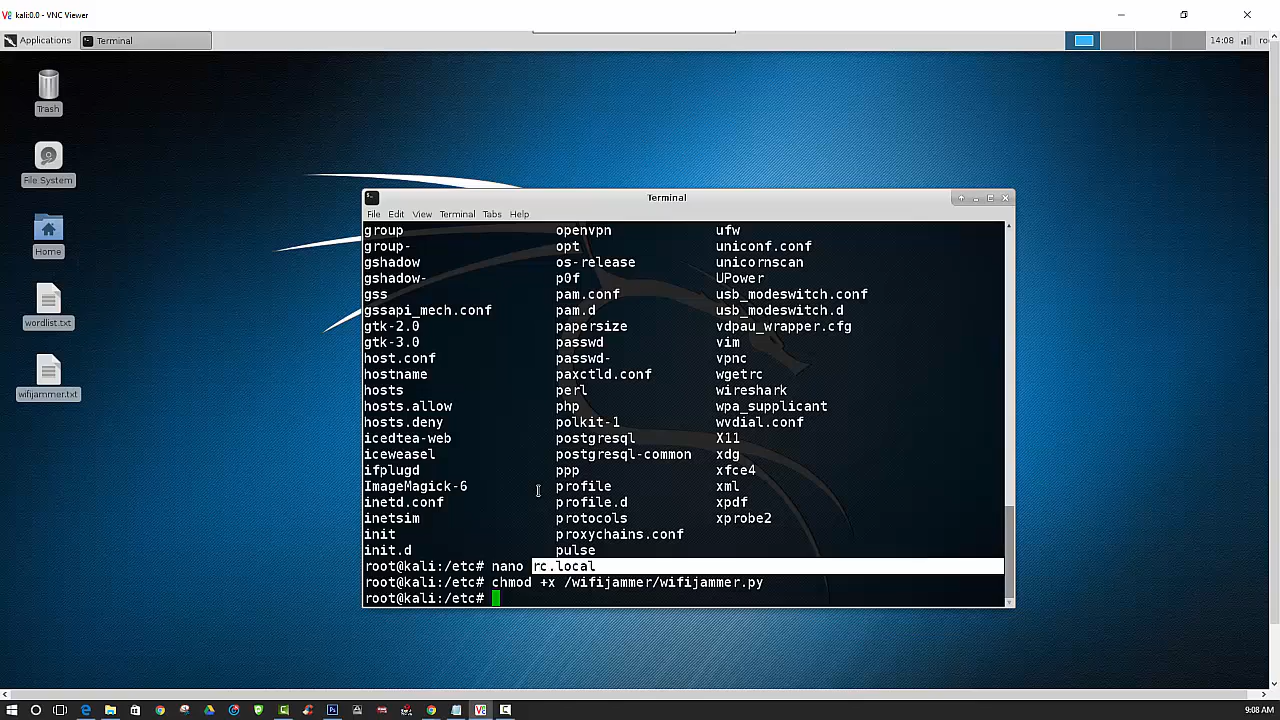 kali:0.0 - VNC Viewer
Applications
Terminal
14:08
ro
Trash
File System
Home
wordlist.txt
wifijammer.txt
Terminal
File Edit View Terminal Tabs Help
group openvpn ufw
group- opt uniconf.conf
gshadow os-release unicornscan
gshadow- p0f UPower
gss pam.conf usb_modeswitch.conf
gssapi_mech.conf pam.d usb_modeswitch.d
gtk-2.0 papersize vdpau_wrapper.cfg
gtk-3.0 passwd vim
host.conf passwd- vpnc
hostname paxctld.conf wgetrc
hosts perl wireshark
hosts.allow php wpa_supplicant
hosts.deny polkit-1 wvdial.conf
icedtea-web postgresql X11
iceweasel postgresql-common xdg
ifplugd ppp xfce4
ImageMagick-6 profile xml
inetd.conf profile.d xpdf
inetsim protocols xprobe2
init proxychains.conf
init.d pulse
root@kali:/etc# nano rc.local
root@kali:/etc# chmod +x /wifijammer/wifijammer.py
root@kali:/etc#
9:08 AM